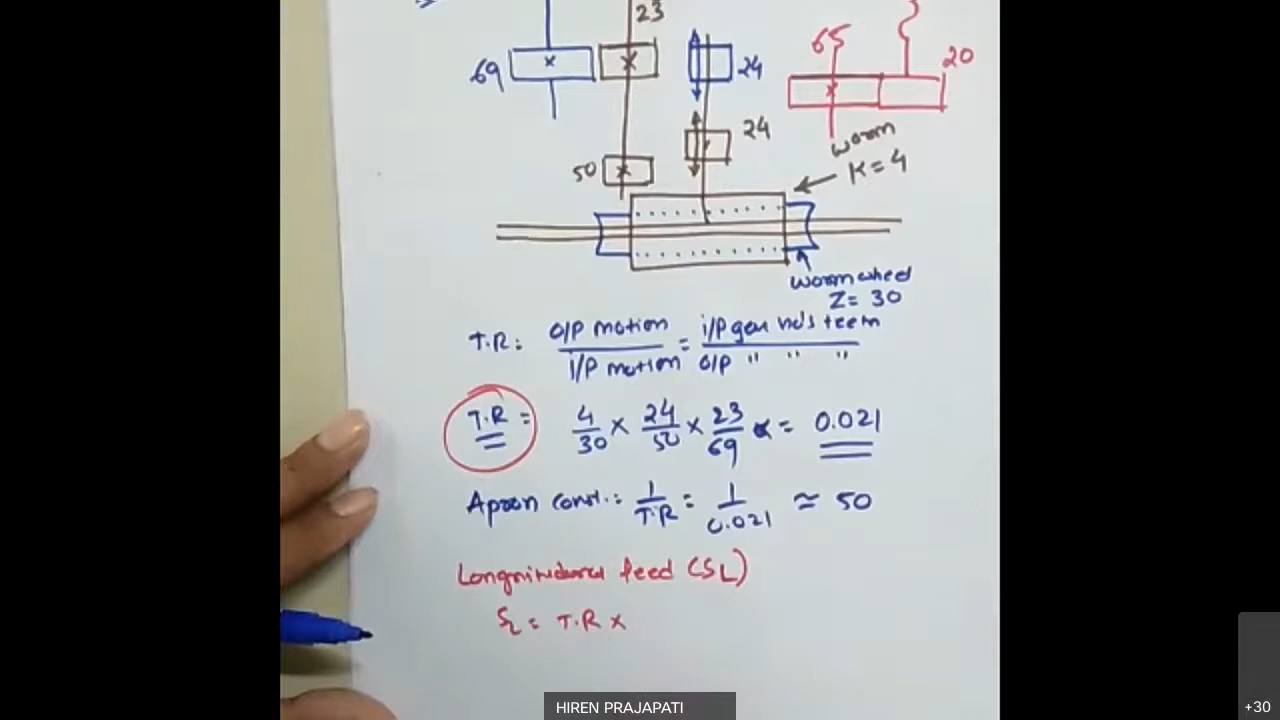 23
69
24
65
20
24
worm
K = 4
50
worm wheel
Z = 30
T.R = O/P motion / I/P motion = i/P gear no's teeth / O/P " " "
T.R = 4/30 × 24/50 × 23/69 = 0.021
Apron const. = 1/T.R = 1/0.021 ≈ 50
feed (SL)
SL = T.R ×
HIREN PRAJAPATI
+30